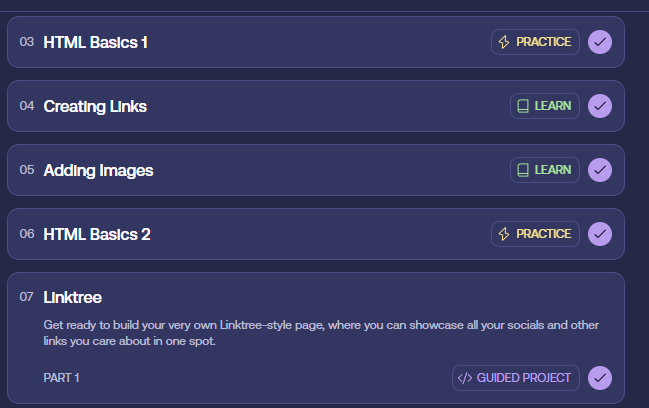 03 HTML Basics 1 PRACTICE
04 Creating Links LEARN
05 Adding Images LEARN
06 HTML Basics 2 PRACTICE
07 Linktree
Get ready to build your very own Linktree-style page, where you can showcase all your socials and other
links you care about in one spot.
PART 1 GUIDED PROJECT